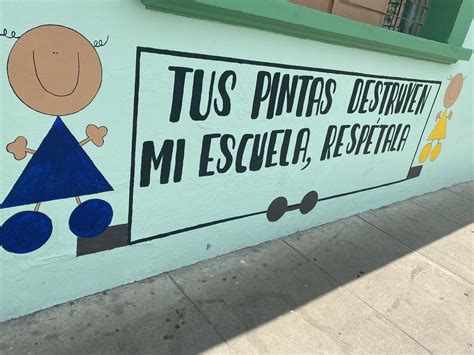 TUS PINTAS DESTRUYEN
MI ESCUELA, RESPÉTALA